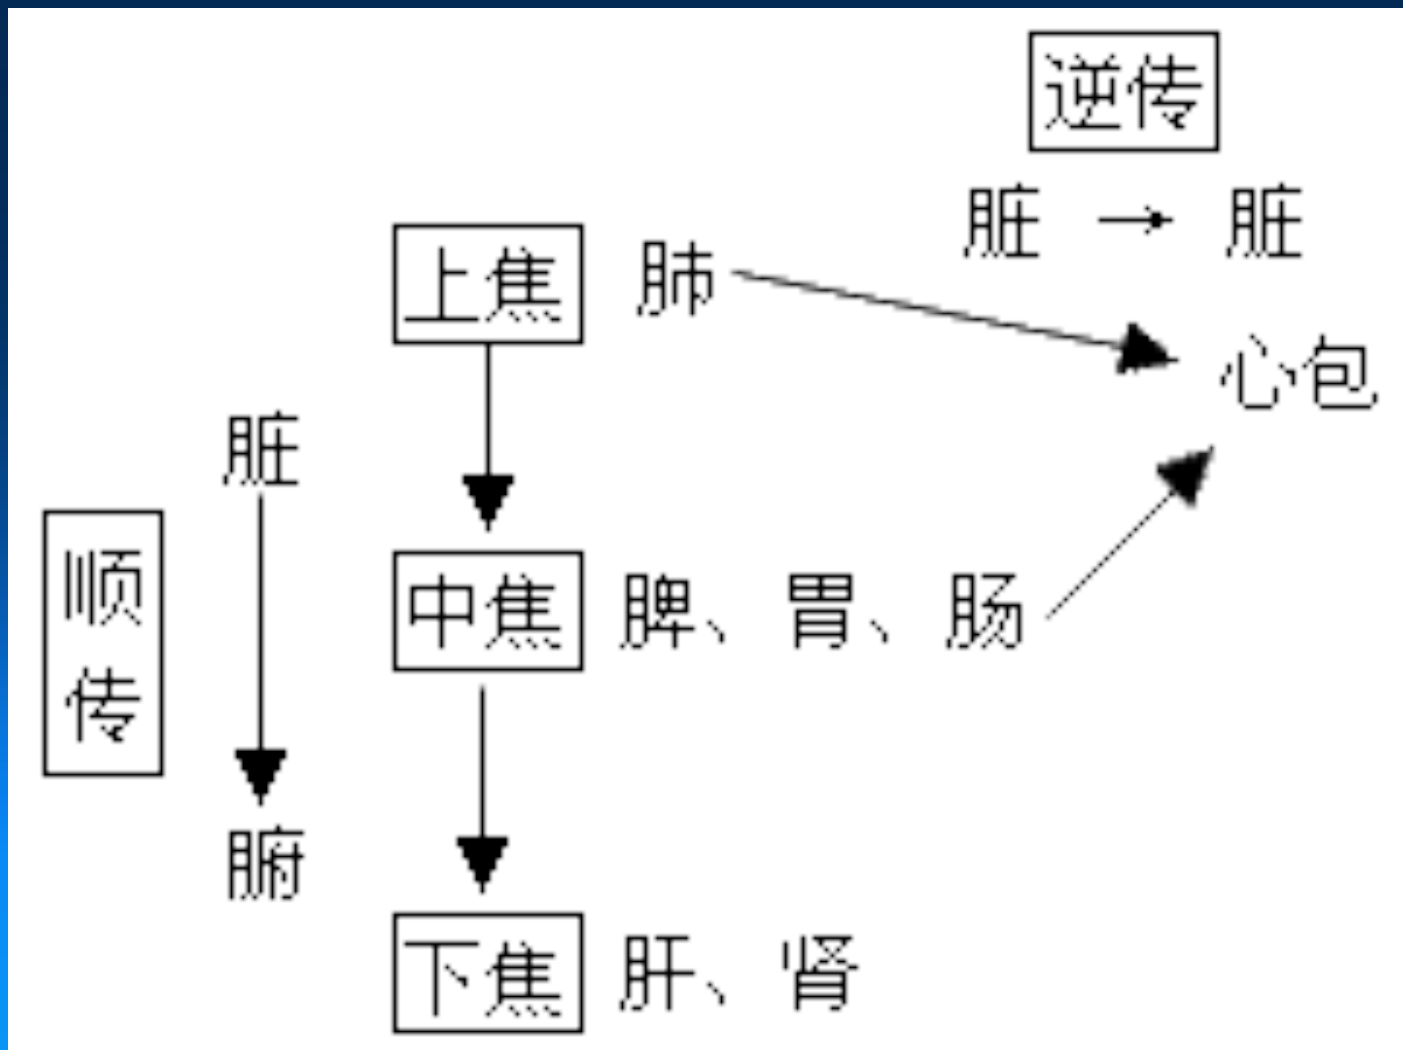 逆传
脏 → 脏
上焦 肺
心包
脏
顺传
中焦 脾、胃、肠
腑
下焦 肝、肾